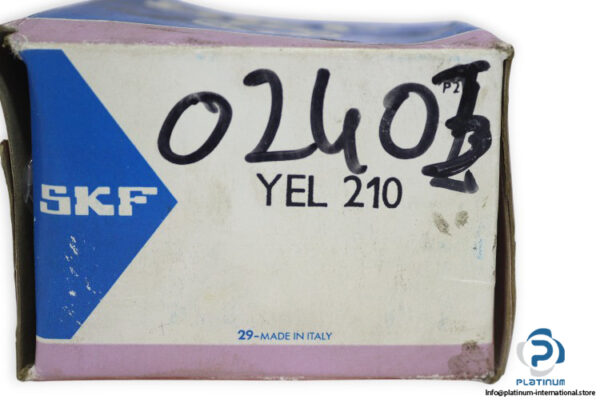 P2
0240
SKF
YEL 210
29-MADE IN ITALY
PLATINUM
info@platinum-international.store